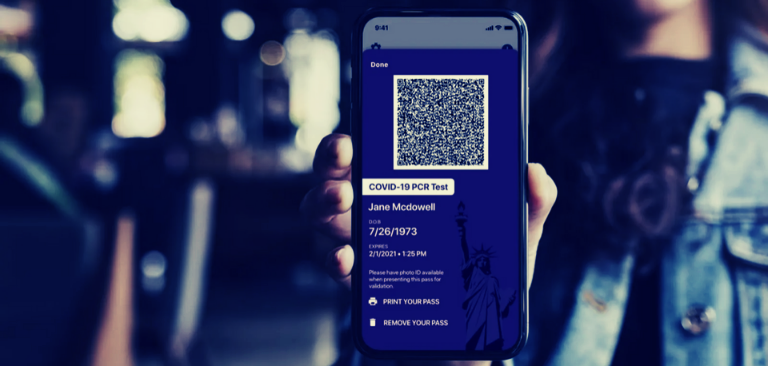 9:41
Done
COVID-19 PCR Test
Jane Mcdowell
DOB
7/26/1973
EXPIRES
2/1/2021 • 1:25 PM
Please have photo ID available
when presenting this pass for
validation.
PRINT YOUR PASS
REMOVE YOUR PASS